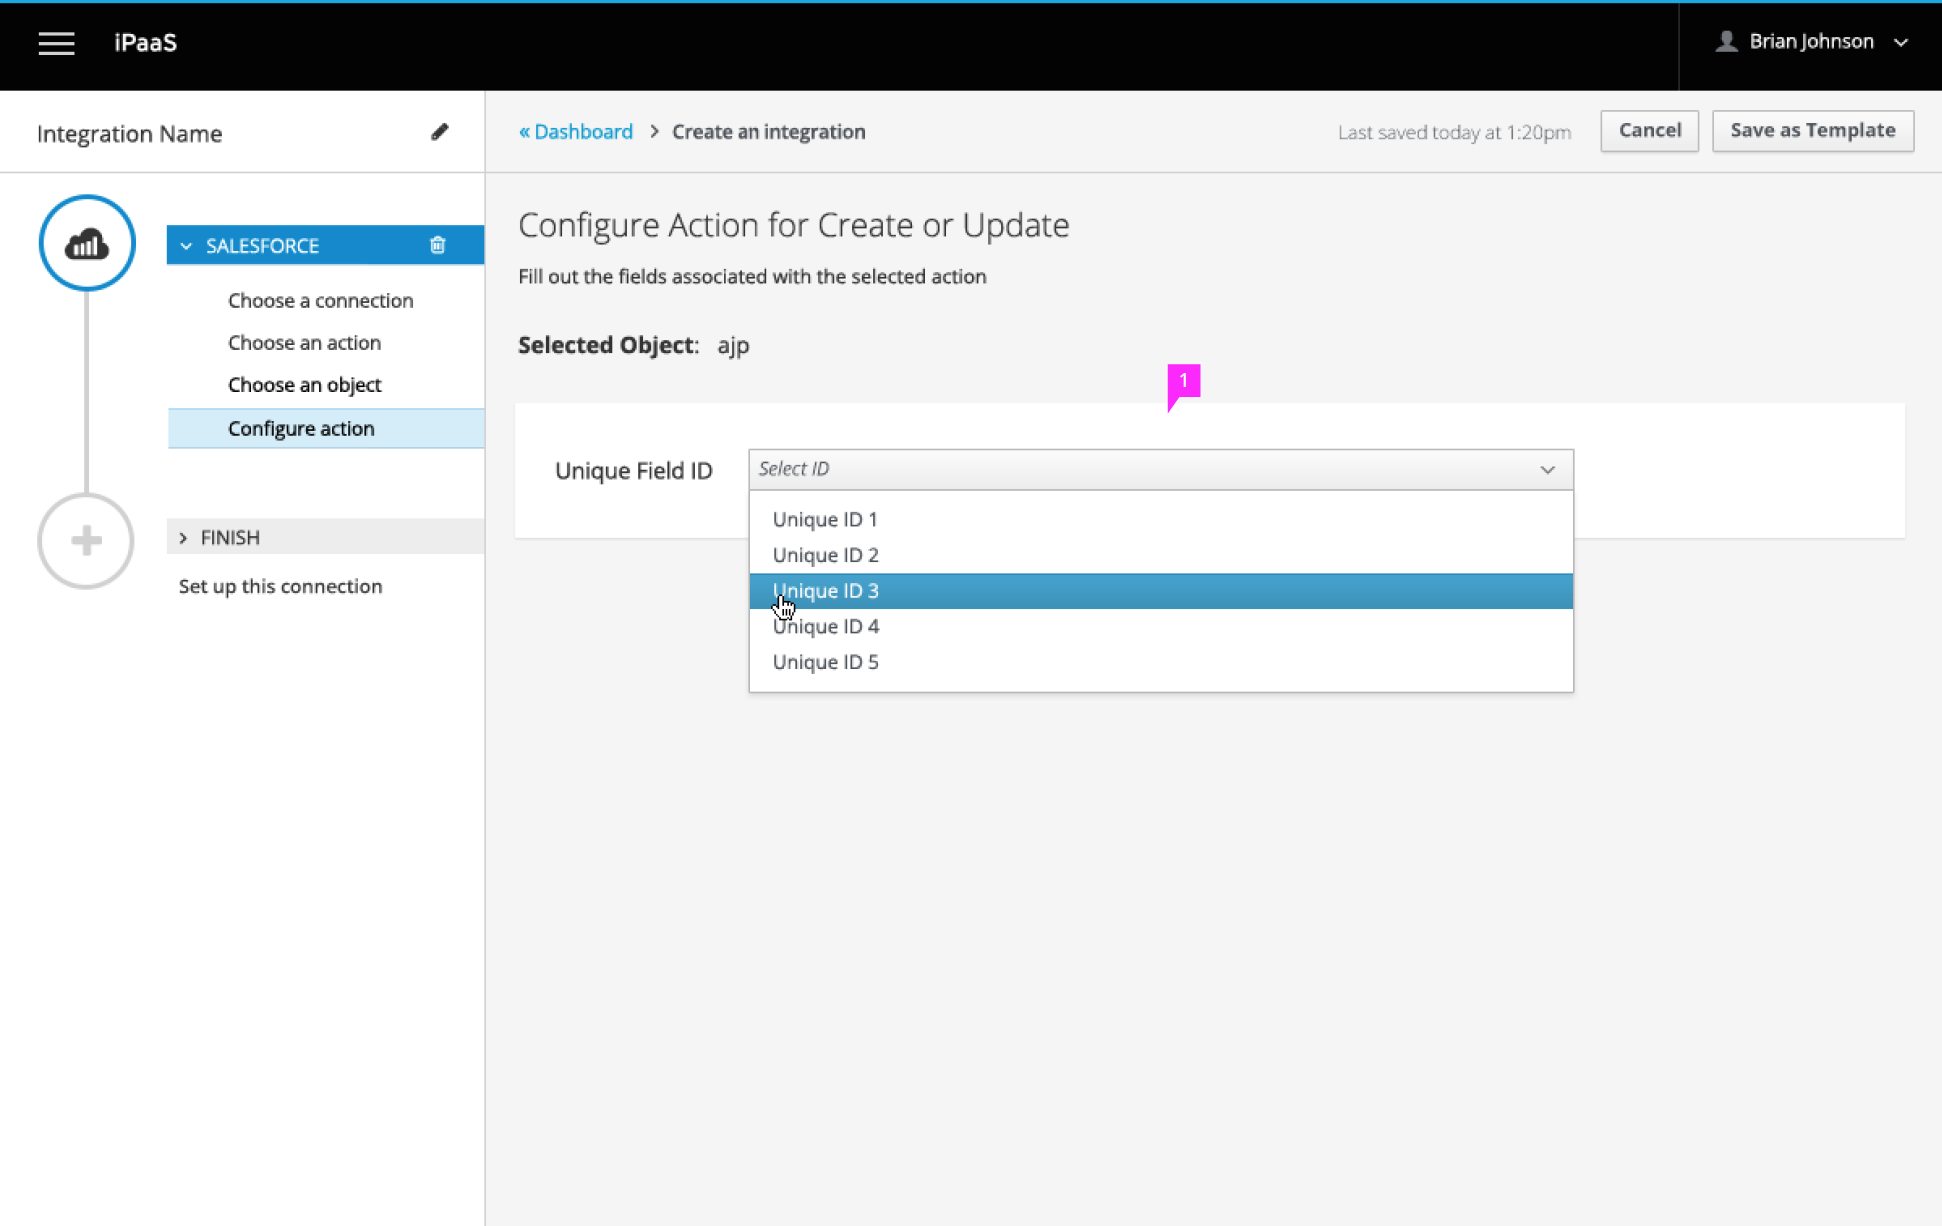 iPaaS
Brian Johnson
Integration Name
« Dashboard > Create an integration
Last saved today at 1:20pm
Cancel
Save as Template
SALESFORCE
Choose a connection
Choose an action
Choose an object
Configure action
FINISH
Set up this connection
Configure Action for Create or Update
Fill out the fields associated with the selected action
Selected Object: ajp
1
Unique Field ID
Select ID
Unique ID 1
Unique ID 2
Unique ID 3
Unique ID 4
Unique ID 5